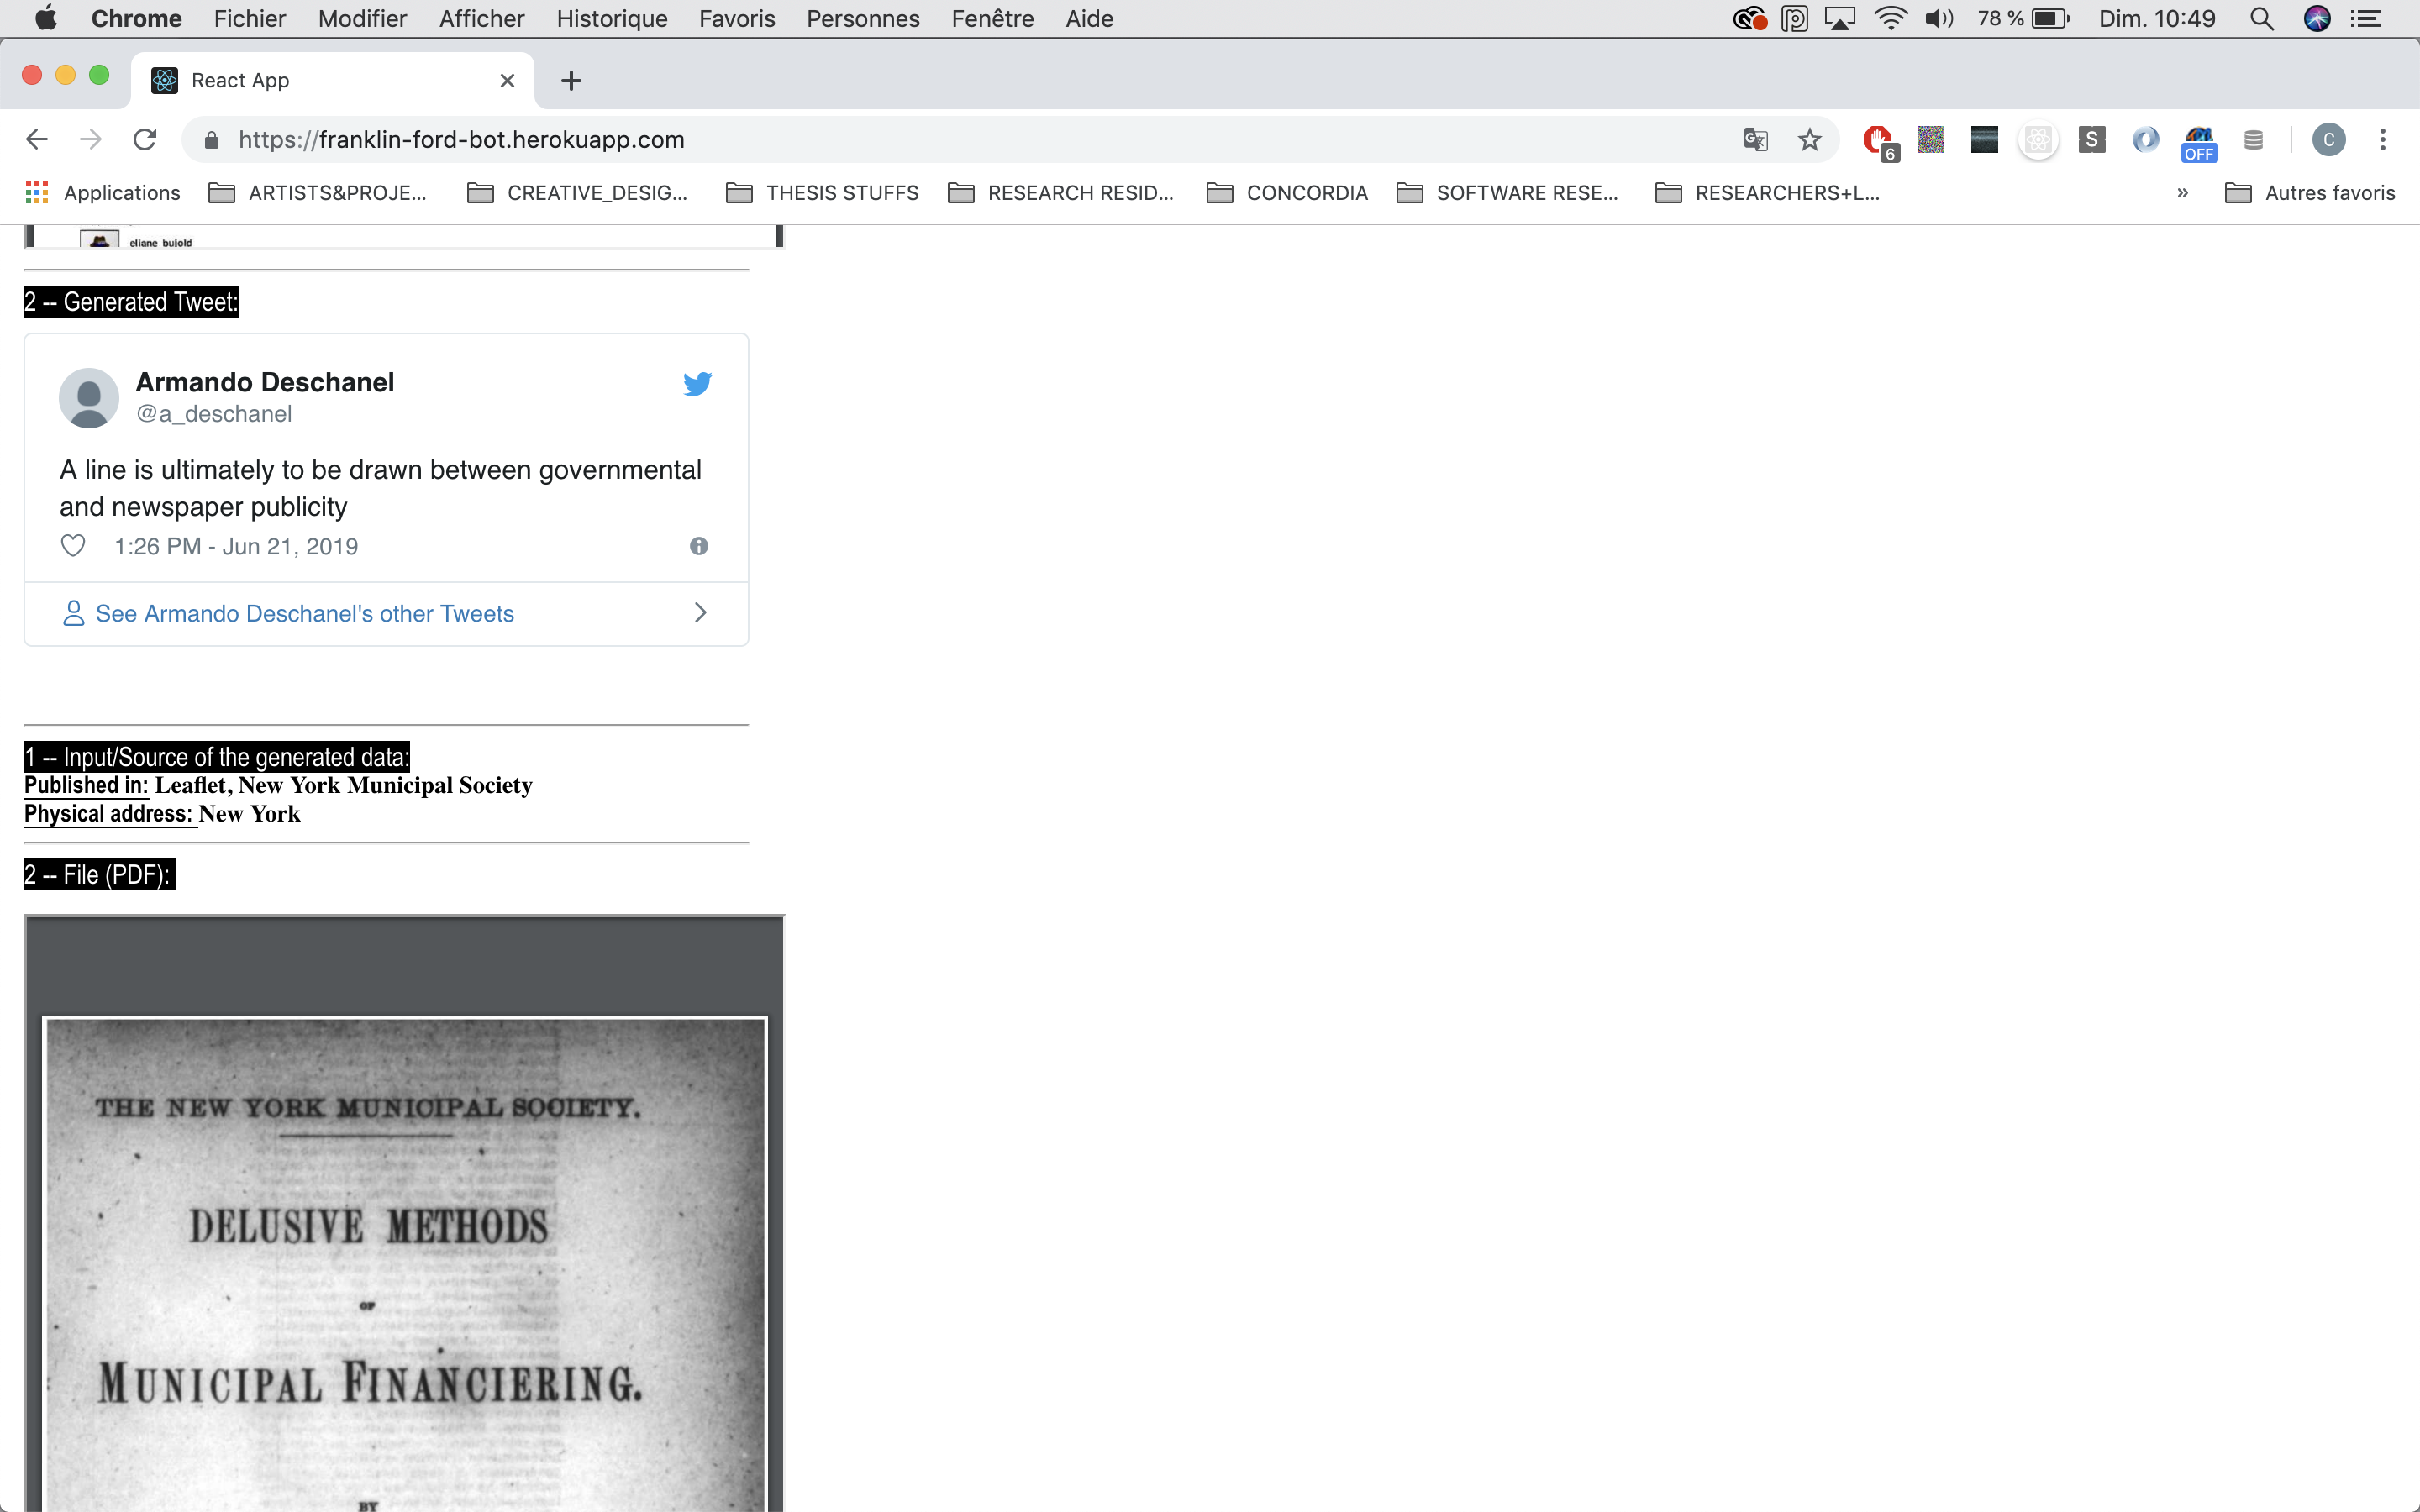 Chrome Fichier Modifier Afficher Historique Favoris Personnes Fenêtre Aide 78 % Dim. 10:49
React App
https://franklin-ford-bot.herokuapp.com 6 S OFF C
Applications ARTISTS&PROJE... CREATIVE_DESIG... THESIS STUFFS RESEARCH RESID... CONCORDIA SOFTWARE RESE... RESEARCHERS+L... » Autres favoris
eliane bujold
2 -- Generated Tweet:
Armando Deschanel
@a_deschanel
A line is ultimately to be drawn between governmental
and newspaper publicity
1:26 PM - Jun 21, 2019
See Armando Deschanel's other Tweets
1 -- Input/Source of the generated data:
Published in: Leaflet, New York Municipal Society
Physical address: New York
2 -- File (PDF):
THE NEW YORK MUNICIPAL SOCIETY.
DELUSIVE METHODS
OF
MUNICIPAL FINANCIERING.
BY